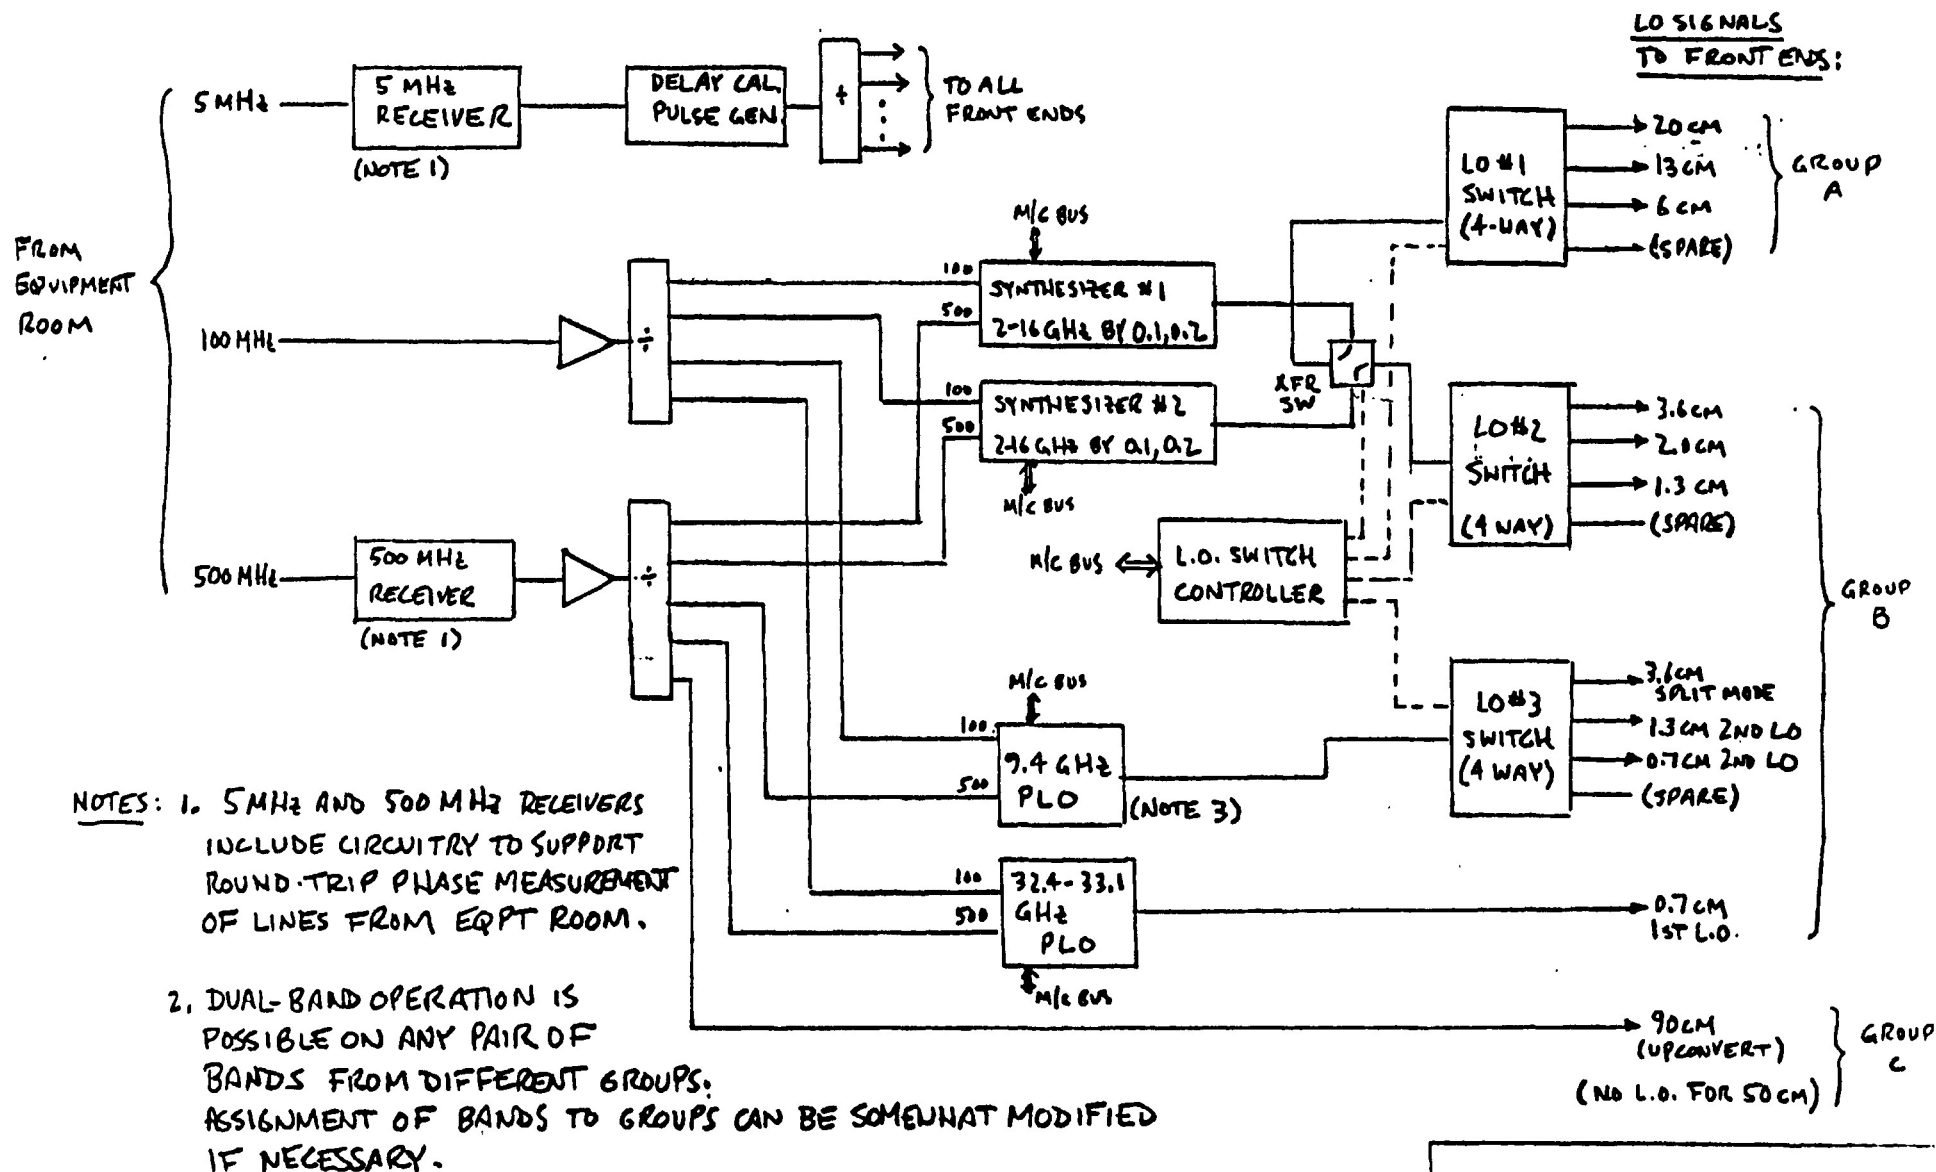 LO SIGNALS
TO FRONT ENDS:
FROM
EQUIPMENT
ROOM
5 MHz
5 MHz
RECEIVER
(NOTE 1)
DELAY CAL.
PULSE GEN.
÷
TO ALL
FRONT ENDS
100 MHz
÷
500 MHz
500 MHz
RECEIVER
(NOTE 1)
÷
M/C BUS
100
500
SYNTHESIZER #1
2-16 GHz BY 0.1, 0.2
100
500
SYNTHESIZER #2
2-16 GHz BY 0.1, 0.2
M/C BUS
XFR
SW
M/C BUS
L.O. SWITCH
CONTROLLER
M/C BUS
100
500
9.4 GHz
PLO
(NOTE 3)
100
500
32.4-33.1
GHz
PLO
M/C BUS
LO #1
SWITCH
(4-WAY)
20 CM
13 CM
6 CM
(SPARE)
GROUP
A
LO #2
SWITCH
(4 WAY)
3.6 CM
2.0 CM
1.3 CM
(SPARE)
LO #3
SWITCH
(4 WAY)
3.6 CM
SPLIT MODE
1.3 CM 2ND LO
0.7 CM 2ND LO
(SPARE)
0.7 CM
1ST L.O.
GROUP
B
90 CM
(UPCONVERT)
(NO L.O. FOR 50 CM)
GROUP
C
NOTES: 1. 5 MHz AND 500 MHz RECEIVERS
INCLUDE CIRCUITRY TO SUPPORT
ROUND-TRIP PHASE MEASUREMENT
OF LINES FROM EQPT ROOM.
2. DUAL-BAND OPERATION IS
POSSIBLE ON ANY PAIR OF
BANDS FROM DIFFERENT GROUPS.
ASSIGNMENT OF BANDS TO GROUPS CAN BE SOMEWHAT MODIFIED
IF NECESSARY.